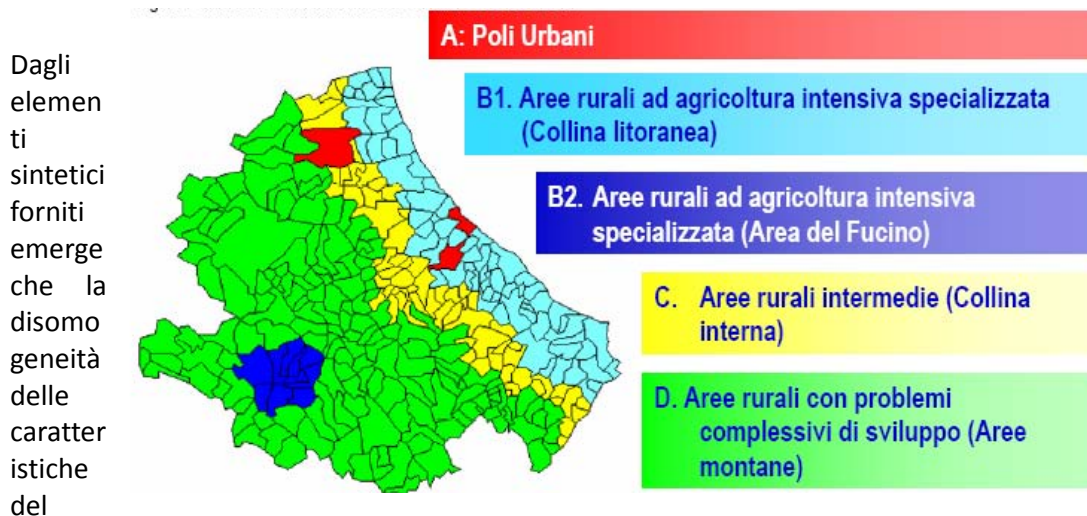 A: Poli Urbani
Dagli
elemen
ti
sintetici
forniti
emerge
che la
disomo
geneità
delle
caratter
istiche
del
B1. Aree rurali ad agricoltura intensiva specializzata
(Collina litoranea)
B2. Aree rurali ad agricoltura intensiva
specializzata (Area del Fucino)
C. Aree rurali intermedie (Collina
interna)
D. Aree rurali con problemi
complessivi di sviluppo (Aree
montane)